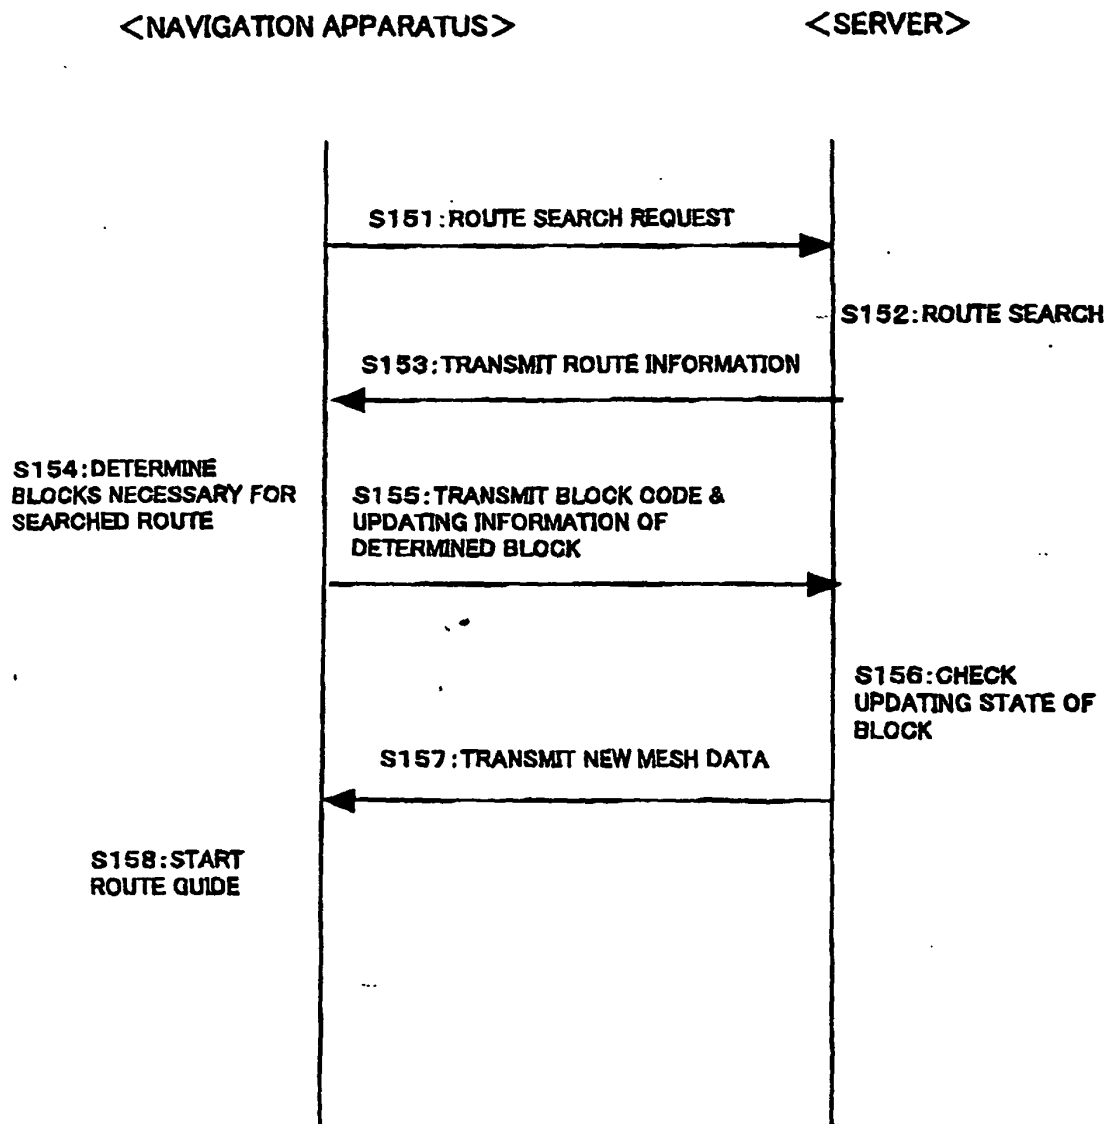 <NAVIGATION APPARATUS>
<SERVER>
S151:ROUTE SEARCH REQUEST
S152:ROUTE SEARCH
S153:TRANSMIT ROUTE INFORMATION
S154:DETERMINE
BLOCKS NECESSARY FOR
SEARCHED ROUTE
S155:TRANSMIT BLOCK CODE &
UPDATING INFORMATION OF
DETERMINED BLOCK
S156:CHECK
UPDATING STATE OF
BLOCK
S157:TRANSMIT NEW MESH DATA
S158:START
ROUTE GUIDE